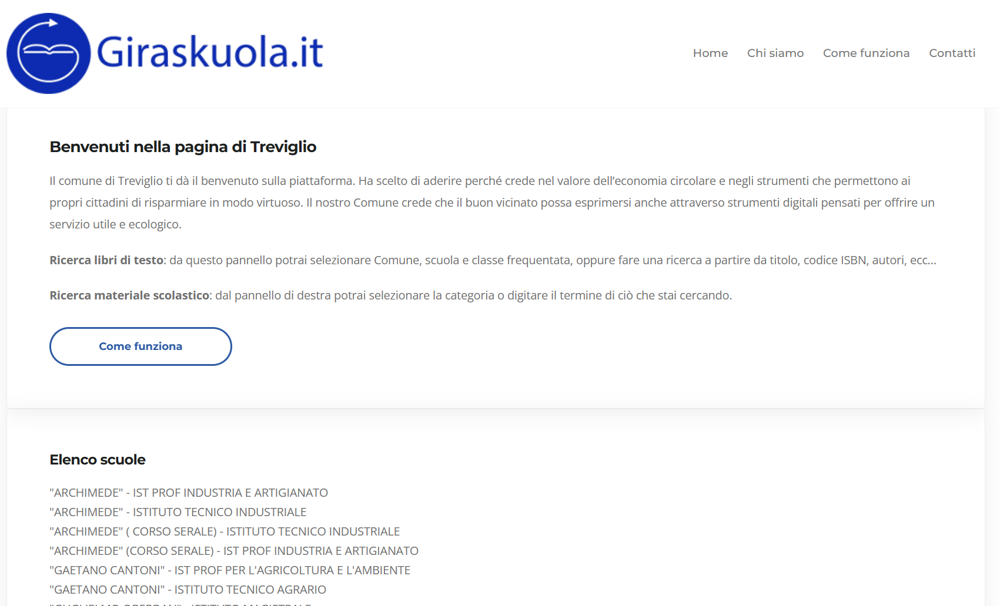 Giraskuola.it
Home Chi siamo Come funziona Contatti
Benvenuti nella pagina di Treviglio
Il comune di Treviglio ti dà il benvenuto sulla piattaforma. Ha scelto di aderire perché crede nel valore dell’economia circolare e negli strumenti che permettono ai
propri cittadini di risparmiare in modo virtuoso. Il nostro Comune crede che il buon vicinato possa esprimersi anche attraverso strumenti digitali pensati per offrire un
servizio utile e ecologico.
Ricerca libri di testo: da questo pannello potrai selezionare Comune, scuola e classe frequentata, oppure fare una ricerca a partire da titolo, codice ISBN, autori, ecc...
Ricerca materiale scolastico: dal pannello di destra potrai selezionare la categoria o digitare il termine di ciò che stai cercando.
Come funziona
Elenco scuole
"ARCHIMEDE" - IST PROF INDUSTRIA E ARTIGIANATO
"ARCHIMEDE" - ISTITUTO TECNICO INDUSTRIALE
"ARCHIMEDE" ( CORSO SERALE) - ISTITUTO TECNICO INDUSTRIALE
"ARCHIMEDE" (CORSO SERALE) - IST PROF INDUSTRIA E ARTIGIANATO
"GAETANO CANTONI" - IST PROF PER L'AGRICOLTURA E L'AMBIENTE
"GAETANO CANTONI" - ISTITUTO TECNICO AGRARIO